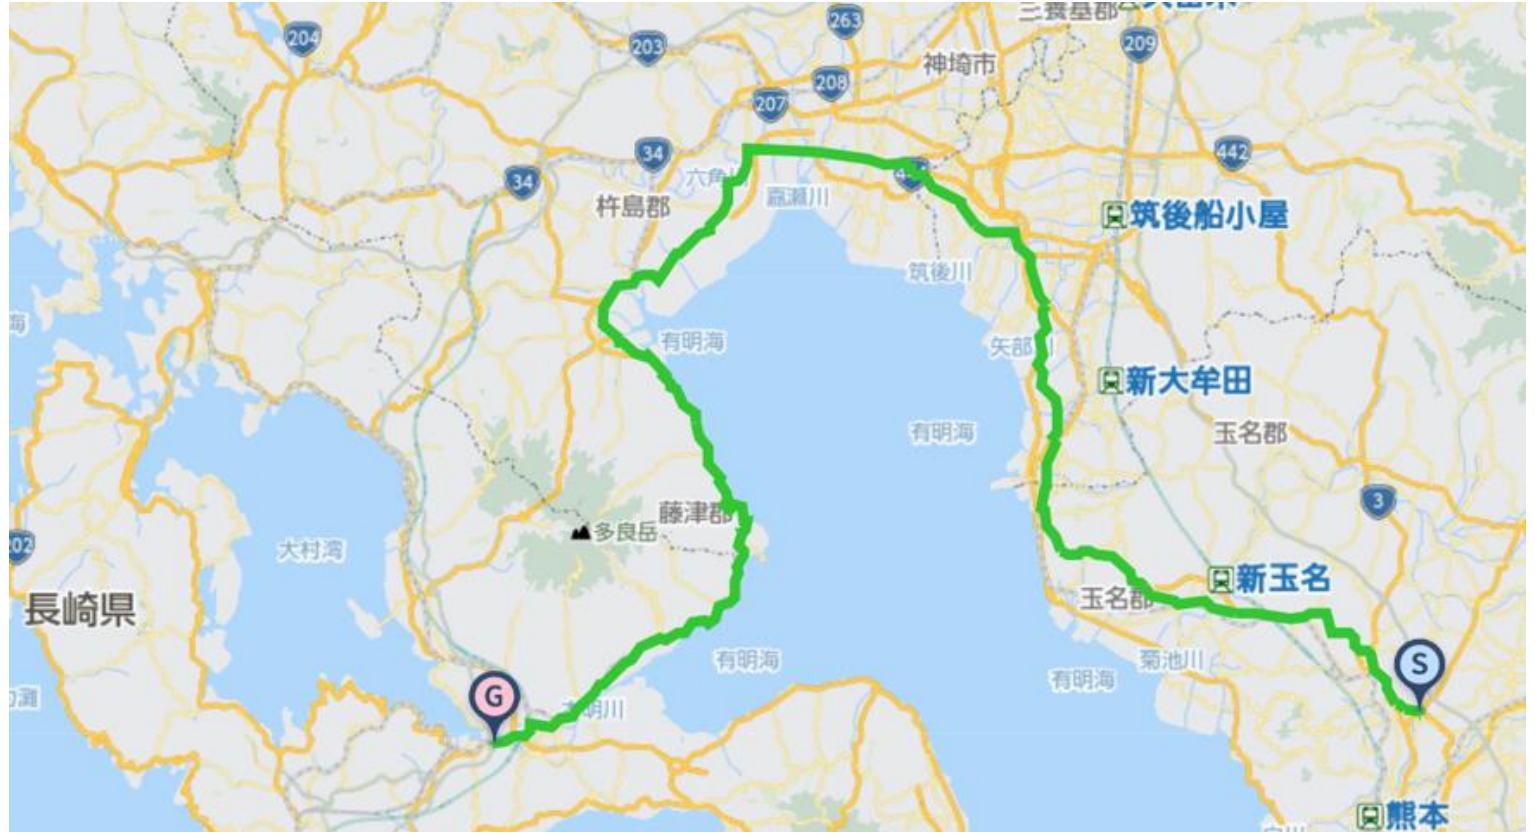 三養基郡
204
203
263
209
神埼市
208
207
34
442
34
六角
杵島郡
嘉瀬川
筑後船小屋
筑後川
海
有明海
矢部川
新大牟田
有明海
玉名郡
3
藤津郡
多良岳
大村湾
長崎県
新玉名
玉名郡
菊池川
有明海
有明海
S
G
本明川
灘
熊本